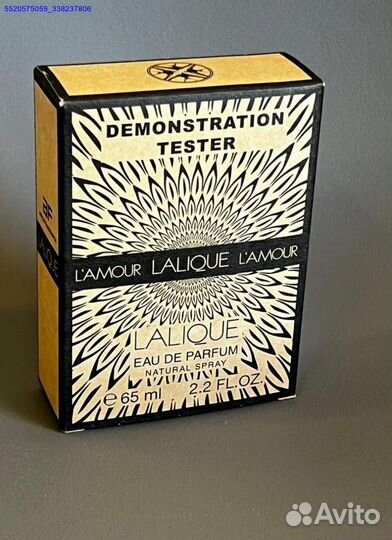 5520575059_338237806
DEMONSTRATION
TESTER
L'AMOUR LALIQUE L'AMOUR
LALIQUE
LALIQUE
EAU DE PARFUM
NATURAL SPRAY
e 65 ml 2.2 FL.OZ.
Avito